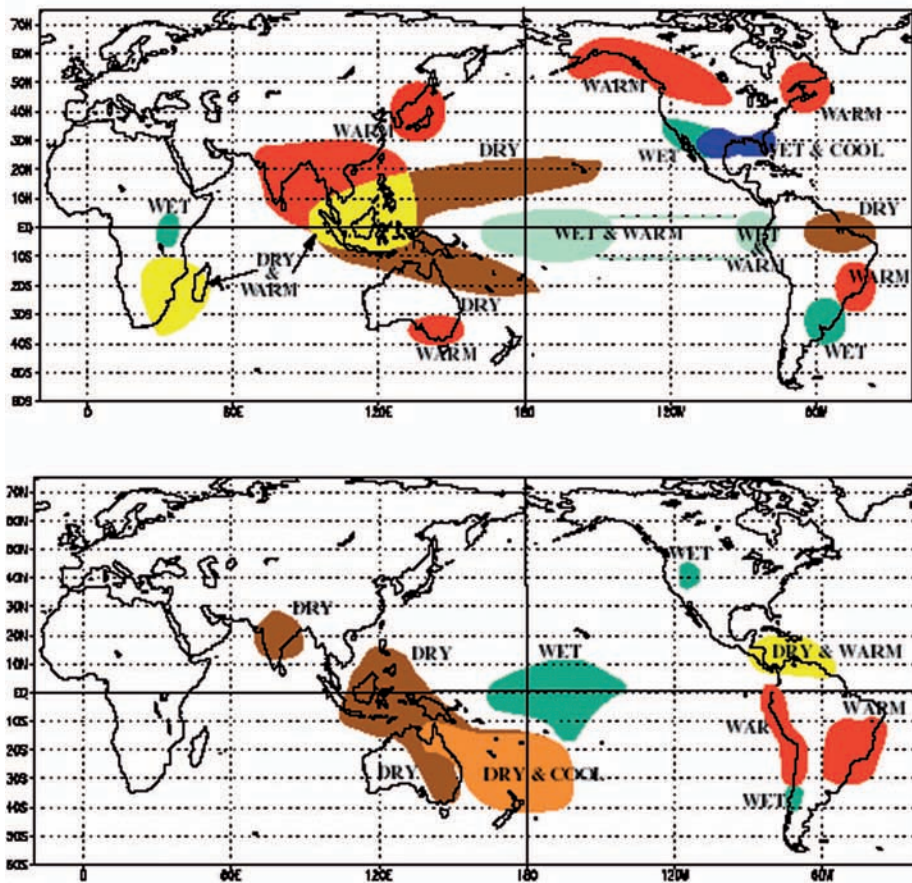 70N
60N
50N
40N
30N
20N
10N
EQ
10S
20S
30S
40S
50S
60S
WARM
WARM
WARM
DRY
WET
WET & COOL
WET
WET & WARM
WET
&
WARM
DRY
DRY
&
WARM
DRY
WARM
WARM
WET
0
60E
120E
180
120W
60W
70N
60N
50N
40N
30N
20N
10N
EQ
10S
20S
30S
40S
50S
60S
WET
DRY
DRY
WET
DRY & WARM
WAR
WARM
DRY
DRY & COOL
WET
0
60E
120E
180
120W
60W